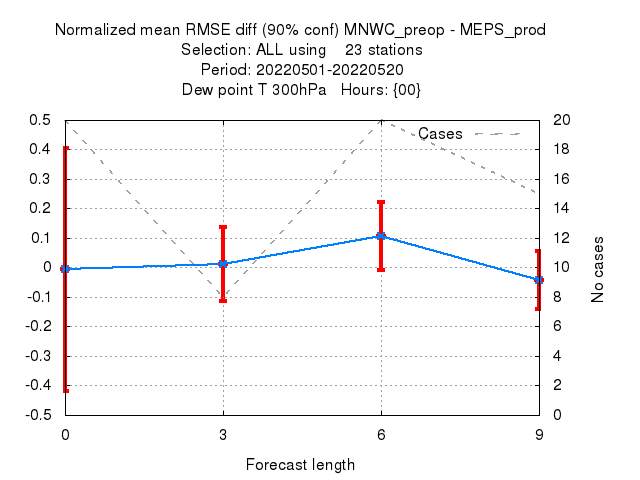 Normalized mean RMSE diff (90% conf) MNWC_preop - MEPS_prod
Selection: ALL using 23 stations
Period: 20220501-20220520
Dew point T 300hPa Hours: {00}
Cases
0.5
0.4
0.3
0.2
0.1
0
-0.1
-0.2
-0.3
-0.4
-0.5
20
18
16
14
12
10
8
6
4
2
0
No cases
0 3 6 9
Forecast length